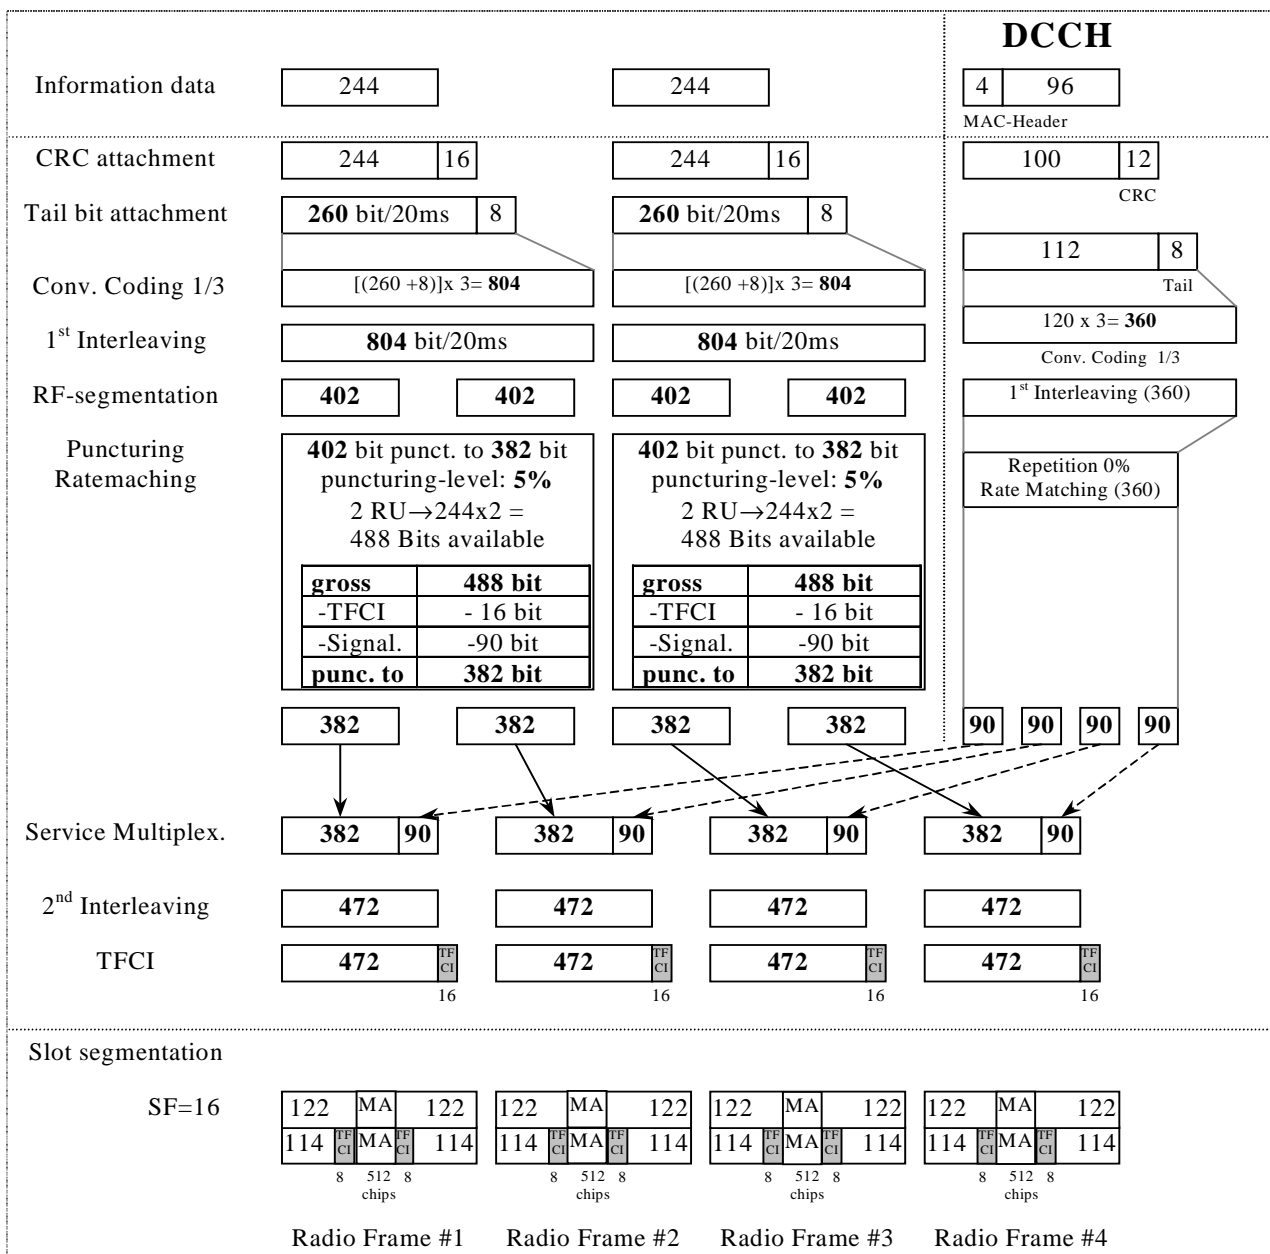 DCCH
Information data 244 244 4 96
MAC-Header
CRC attachment 244 16 244 16 100 12
CRC
Tail bit attachment 260 bit/20ms 8 260 bit/20ms 8
112 8
Tail
Conv. Coding 1/3 [(260 +8)]x 3= 804 [(260 +8)]x 3= 804
120 x 3= 360
Conv. Coding 1/3
1st Interleaving 804 bit/20ms 804 bit/20ms
RF-segmentation 402 402 402 402 1st Interleaving (360)
Puncturing
Ratemaching
402 bit punct. to 382 bit
puncturing-level: 5%
2 RU→244x2 =
488 Bits available
gross 488 bit
-TFCI - 16 bit
-Signal. -90 bit
punc. to 382 bit
402 bit punct. to 382 bit
puncturing-level: 5%
2 RU→244x2 =
488 Bits available
gross 488 bit
-TFCI - 16 bit
-Signal. -90 bit
punc. to 382 bit
Repetition 0%
Rate Matching (360)
382 382 382 382 90 90 90 90
Service Multiplex. 382 90 382 90 382 90 382 90
2nd Interleaving 472 472 472 472
TFCI 472 TF CI 472 TF CI 472 TF CI 472 TF CI
16 16 16 16
Slot segmentation
SF=16 122 MA 122 122 MA 122 122 MA 122 122 MA 122
114 TF CI MA TF CI 114 114 TF CI MA TF CI 114 114 TF CI MA TF CI 114 114 TF CI MA TF CI 114
8 512 8 8 512 8 8 512 8 8 512 8
chips chips chips chips
Radio Frame #1 Radio Frame #2 Radio Frame #3 Radio Frame #4